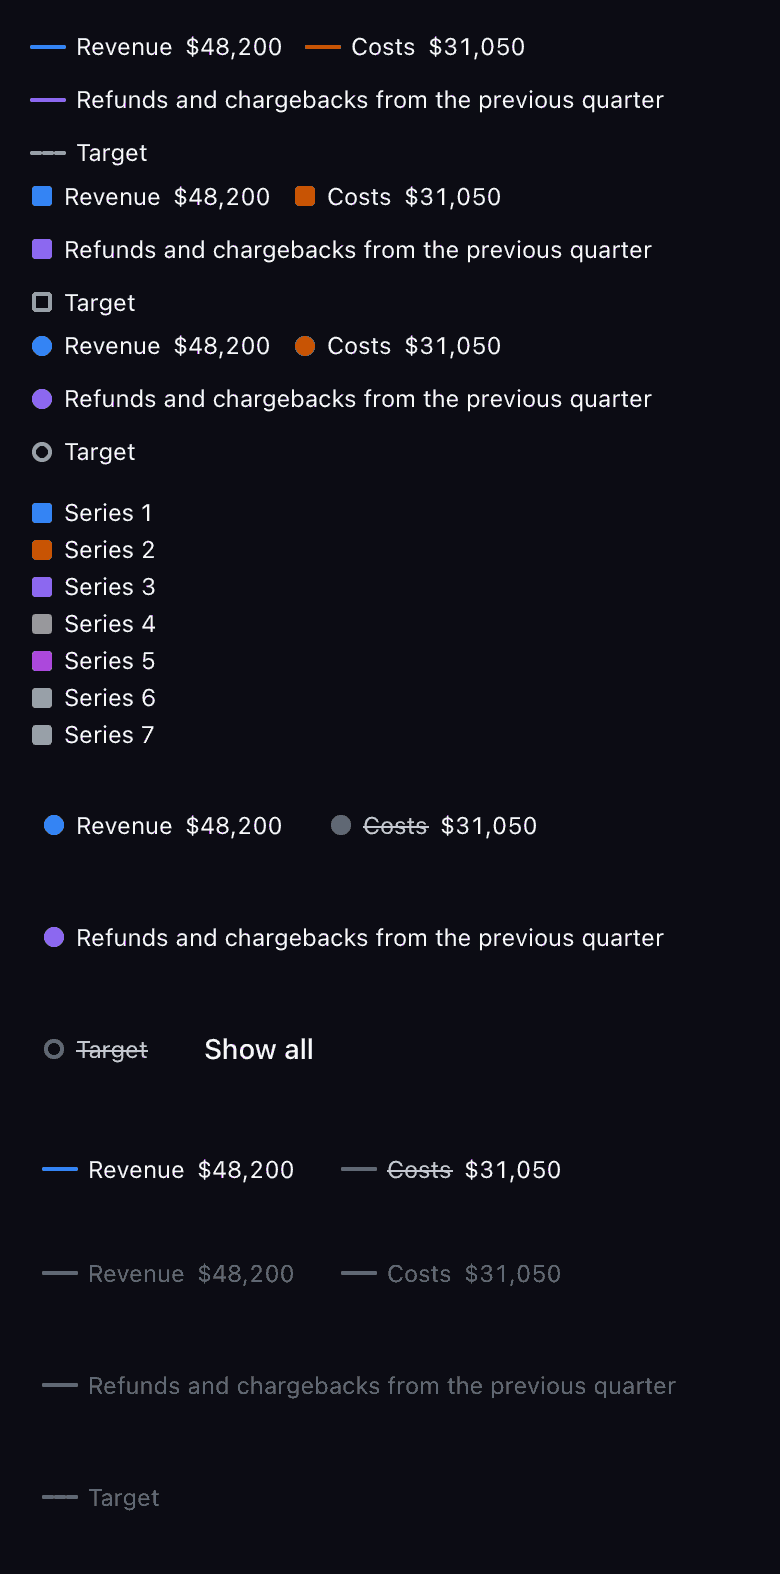 Revenue $48,200 Costs $31,050
Refunds and chargebacks from the previous quarter
Target
Revenue $48,200 Costs $31,050
Refunds and chargebacks from the previous quarter
Target
Revenue $48,200 Costs $31,050
Refunds and chargebacks from the previous quarter
Target
Series 1
Series 2
Series 3
Series 4
Series 5
Series 6
Series 7
Revenue $48,200 Costs $31,050
Refunds and chargebacks from the previous quarter
Target Show all
Revenue $48,200 Costs $31,050
Revenue $48,200 Costs $31,050
Refunds and chargebacks from the previous quarter
Target